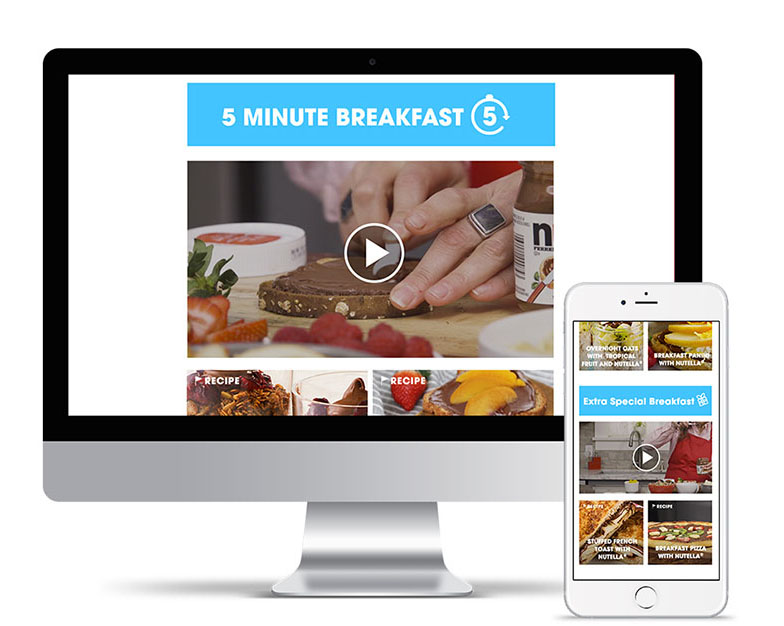 5 MINUTE BREAKFAST 5
n
RECIPE
RECIPE
OVERNIGHT OATS
WITH TROPICAL
FRUIT AND NUTELLA®
BREAKFAST PANINI
WITH NUTELLA®
Extra Special Breakfast
RECIPE
STUFFED FRENCH
TOAST WITH
NUTELLA®
RECIPE
BREAKFAST PIZZA
WITH NUTELLA®